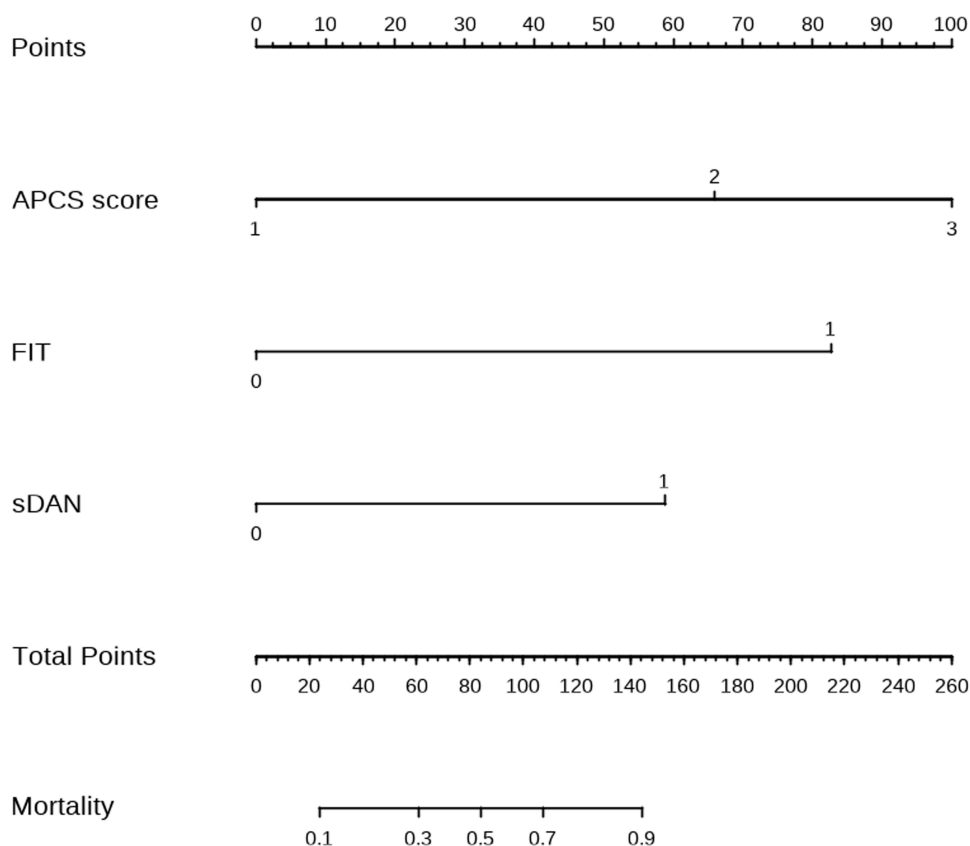 0 10 20 30 40 50 60 70 80 90 100
Points
2
APCS score
1 3
1
FIT
0
1
sDAN
0
Total Points
0 20 40 60 80 100 120 140 160 180 200 220 240 260
Mortality
0.1 0.3 0.5 0.7 0.9